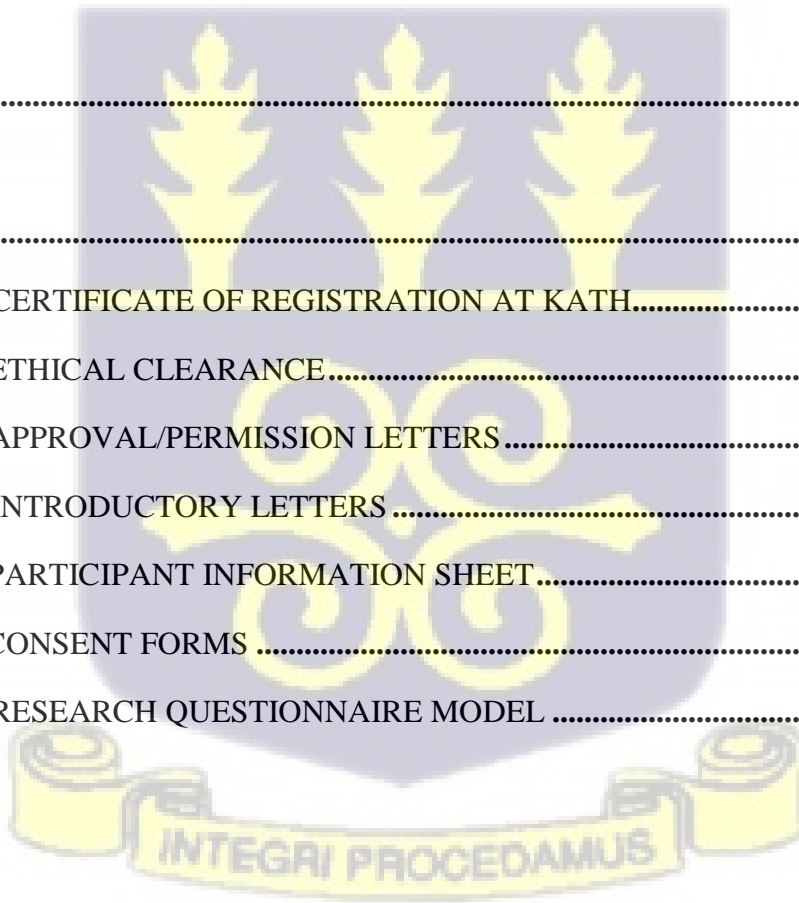 ..........................................................................
..........................................................................
CERTIFICATE OF REGISTRATION AT KATH...............
ETHICAL CLEARANCE...........................................
APPROVAL/PERMISSION LETTERS ...........................
INTRODUCTORY LETTERS .....................................
PARTICIPANT INFORMATION SHEET........................
CONSENT FORMS ..................................................
RESEARCH QUESTIONNAIRE MODEL ......................
INTEGRI PROCEDAMUS